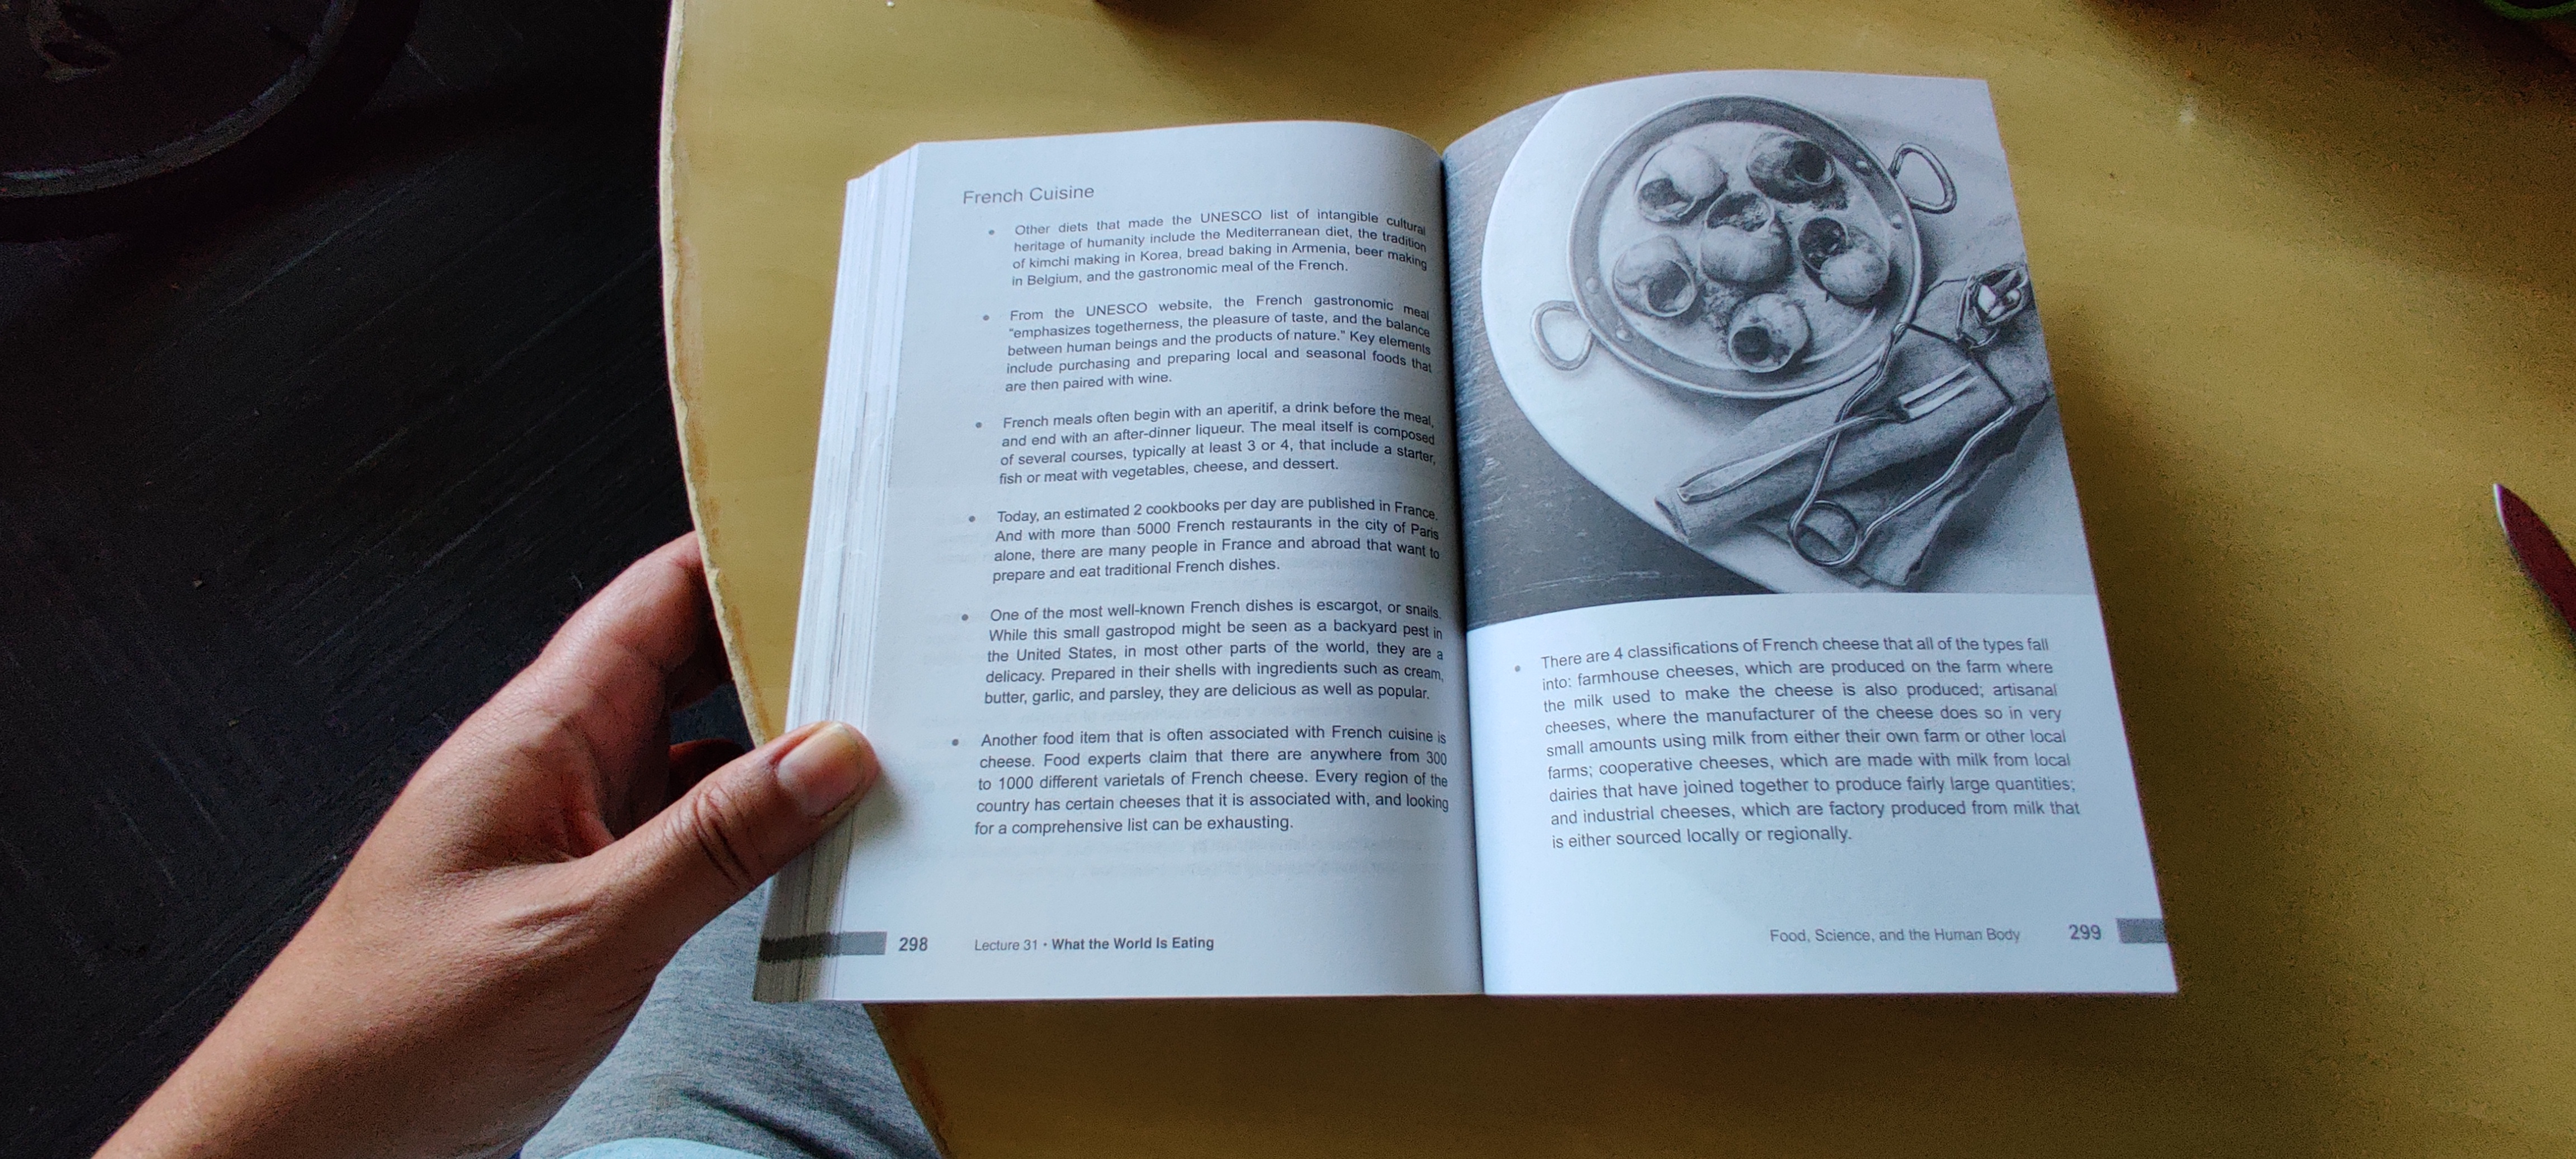 French Cuisine
• Other diets that made the UNESCO list of intangible cultural
heritage of humanity include the Mediterranean diet, the tradition
of kimchi making in Korea, bread baking in Armenia, beer making
in Belgium, and the gastronomic meal of the French.
• From the UNESCO website, the French gastronomic meal
"emphasizes togetherness, the pleasure of taste, and the balance
between human beings and the products of nature." Key elements
include purchasing and preparing local and seasonal foods that
are then paired with wine.
• French meals often begin with an aperitif, a drink before the meal,
and end with an after-dinner liqueur. The meal itself is composed
of several courses, typically at least 3 or 4, that include a starter,
fish or meat with vegetables, cheese, and dessert.
• Today, an estimated 2 cookbooks per day are published in France.
And with more than 5000 French restaurants in the city of Paris
alone, there are many people in France and abroad that want to
prepare and eat traditional French dishes.
• One of the most well-known French dishes is escargot, or snails.
While this small gastropod might be seen as a backyard pest in
the United States, in most other parts of the world, they are a
delicacy. Prepared in their shells with ingredients such as cream,
butter, garlic, and parsley, they are delicious as well as popular.
• Another food item that is often associated with French cuisine is
cheese. Food experts claim that there are anywhere from 300
to 1000 different varietals of French cheese. Every region of the
country has certain cheeses that it is associated with, and looking
for a comprehensive list can be exhausting.
298 Lecture 31 • What the World Is Eating
• There are 4 classifications of French cheese that all of the types fall
into: farmhouse cheeses, which are produced on the farm where
the milk used to make the cheese is also produced; artisanal
cheeses, where the manufacturer of the cheese does so in very
small amounts using milk from either their own farm or other local
farms; cooperative cheeses, which are made with milk from local
dairies that have joined together to produce fairly large quantities;
and industrial cheeses, which are factory produced from milk that
is either sourced locally or regionally.
Food, Science, and the Human Body 299